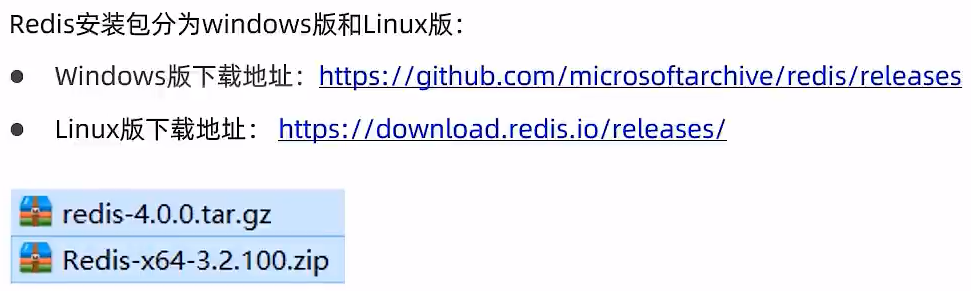 Redis安装包分为windows版和Linux版：
● Windows版下载地址：https://github.com/microsoftarchive/redis/releases
● Linux版下载地址： https://download.redis.io/releases/
redis-4.0.0.tar.gz
Redis-x64-3.2.100.zip